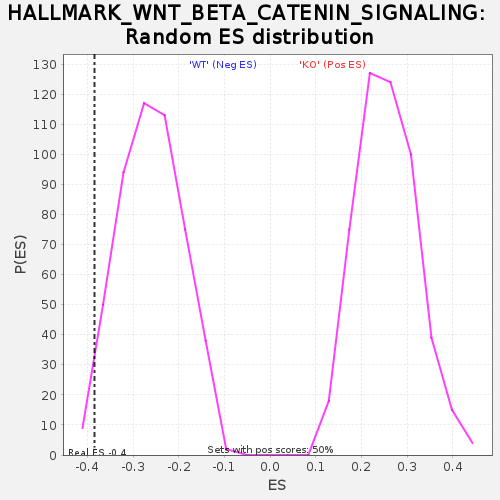 HALLMARK_WNT_BETA_CATENIN_SIGNALING:
Random ES distribution
'WT' (Neg ES) 'KO' (Pos ES)
130
120
110
100
90
80
70
60
50
40
30
20
10
0
P(ES)
Real ES -0.4
Sets with pos scores: 50%
-0.4 -0.3 -0.2 -0.1 0.0 0.1 0.2 0.3 0.4
ES